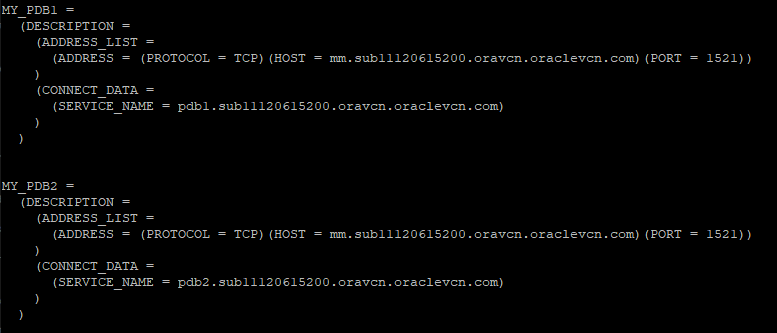 MY_PDB1 =
  (DESCRIPTION =
    (ADDRESS_LIST =
      (ADDRESS = (PROTOCOL = TCP)(HOST = mm.sub11120615200.oravcn.oraclevcn.com)(PORT = 1521))
    )
    (CONNECT_DATA =
      (SERVICE_NAME = pdb1.sub11120615200.oravcn.oraclevcn.com)
    )
  )
MY_PDB2 =
  (DESCRIPTION =
    (ADDRESS_LIST =
      (ADDRESS = (PROTOCOL = TCP)(HOST = mm.sub11120615200.oravcn.oraclevcn.com)(PORT = 1521))
    )
    (CONNECT_DATA =
      (SERVICE_NAME = pdb2.sub11120615200.oravcn.oraclevcn.com)
    )
  )